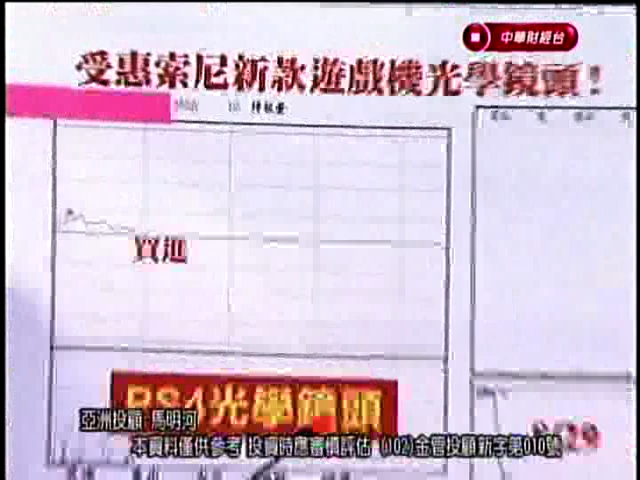 中華財經台
受惠索尼新款遊戲機光學鏡頭!
買進
PS4光學鏡頭
亞洲投顧 馬明河
本資料僅供參考 投資時應審慎評估 (102)金管投顧新字第010號